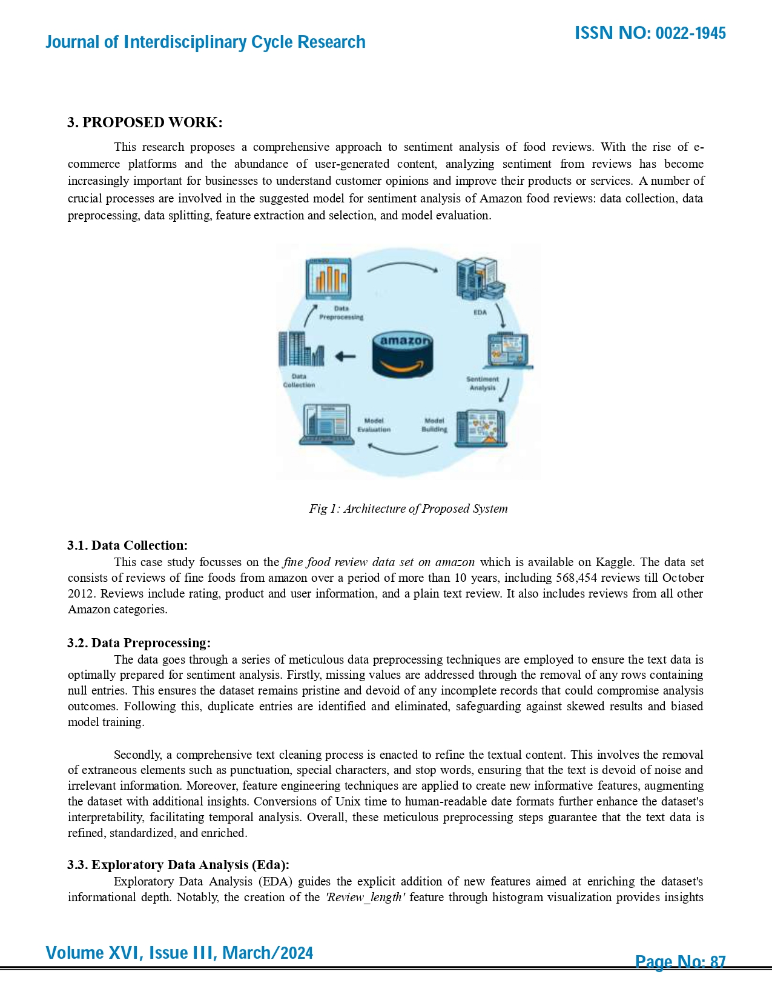 Journal of Interdisciplinary Cycle Research
ISSN NO: 0022-1945
3. PROPOSED WORK:
This research proposes a comprehensive approach to sentiment analysis of food reviews. With the rise of e-
commerce platforms and the abundance of user-generated content, analyzing sentiment from reviews has become
increasingly important for businesses to understand customer opinions and improve their products or services. A number of
crucial processes are involved in the suggested model for sentiment analysis of Amazon food reviews: data collection, data
preprocessing, data splitting, feature extraction and selection, and model evaluation.
Data
Preprocessing
EDA
amazon
Data
Collection
Sentiment
Analysis
Model
Evaluation
Model
Building
Fig 1: Architecture of Proposed System
3.1. Data Collection:
This case study focusses on the fine food review data set on amazon which is available on Kaggle. The data set
consists of reviews of fine foods from amazon over a period of more than 10 years, including 568,454 reviews till October
2012. Reviews include rating, product and user information, and a plain text review. It also includes reviews from all other
Amazon categories.
3.2. Data Preprocessing:
The data goes through a series of meticulous data preprocessing techniques are employed to ensure the text data is
optimally prepared for sentiment analysis. Firstly, missing values are addressed through the removal of any rows containing
null entries. This ensures the dataset remains pristine and devoid of any incomplete records that could compromise analysis
outcomes. Following this, duplicate entries are identified and eliminated, safeguarding against skewed results and biased
model training.
Secondly, a comprehensive text cleaning process is enacted to refine the textual content. This involves the removal
of extraneous elements such as punctuation, special characters, and stop words, ensuring that the text is devoid of noise and
irrelevant information. Moreover, feature engineering techniques are applied to create new informative features, augmenting
the dataset with additional insights. Conversions of Unix time to human-readable date formats further enhance the dataset's
interpretability, facilitating temporal analysis. Overall, these meticulous preprocessing steps guarantee that the text data is
refined, standardized, and enriched.
3.3. Exploratory Data Analysis (Eda):
Exploratory Data Analysis (EDA) guides the explicit addition of new features aimed at enriching the dataset's
informational depth. Notably, the creation of the 'Review_length' feature through histogram visualization provides insights
Volume XVI, Issue III, March/2024
Page No: 87